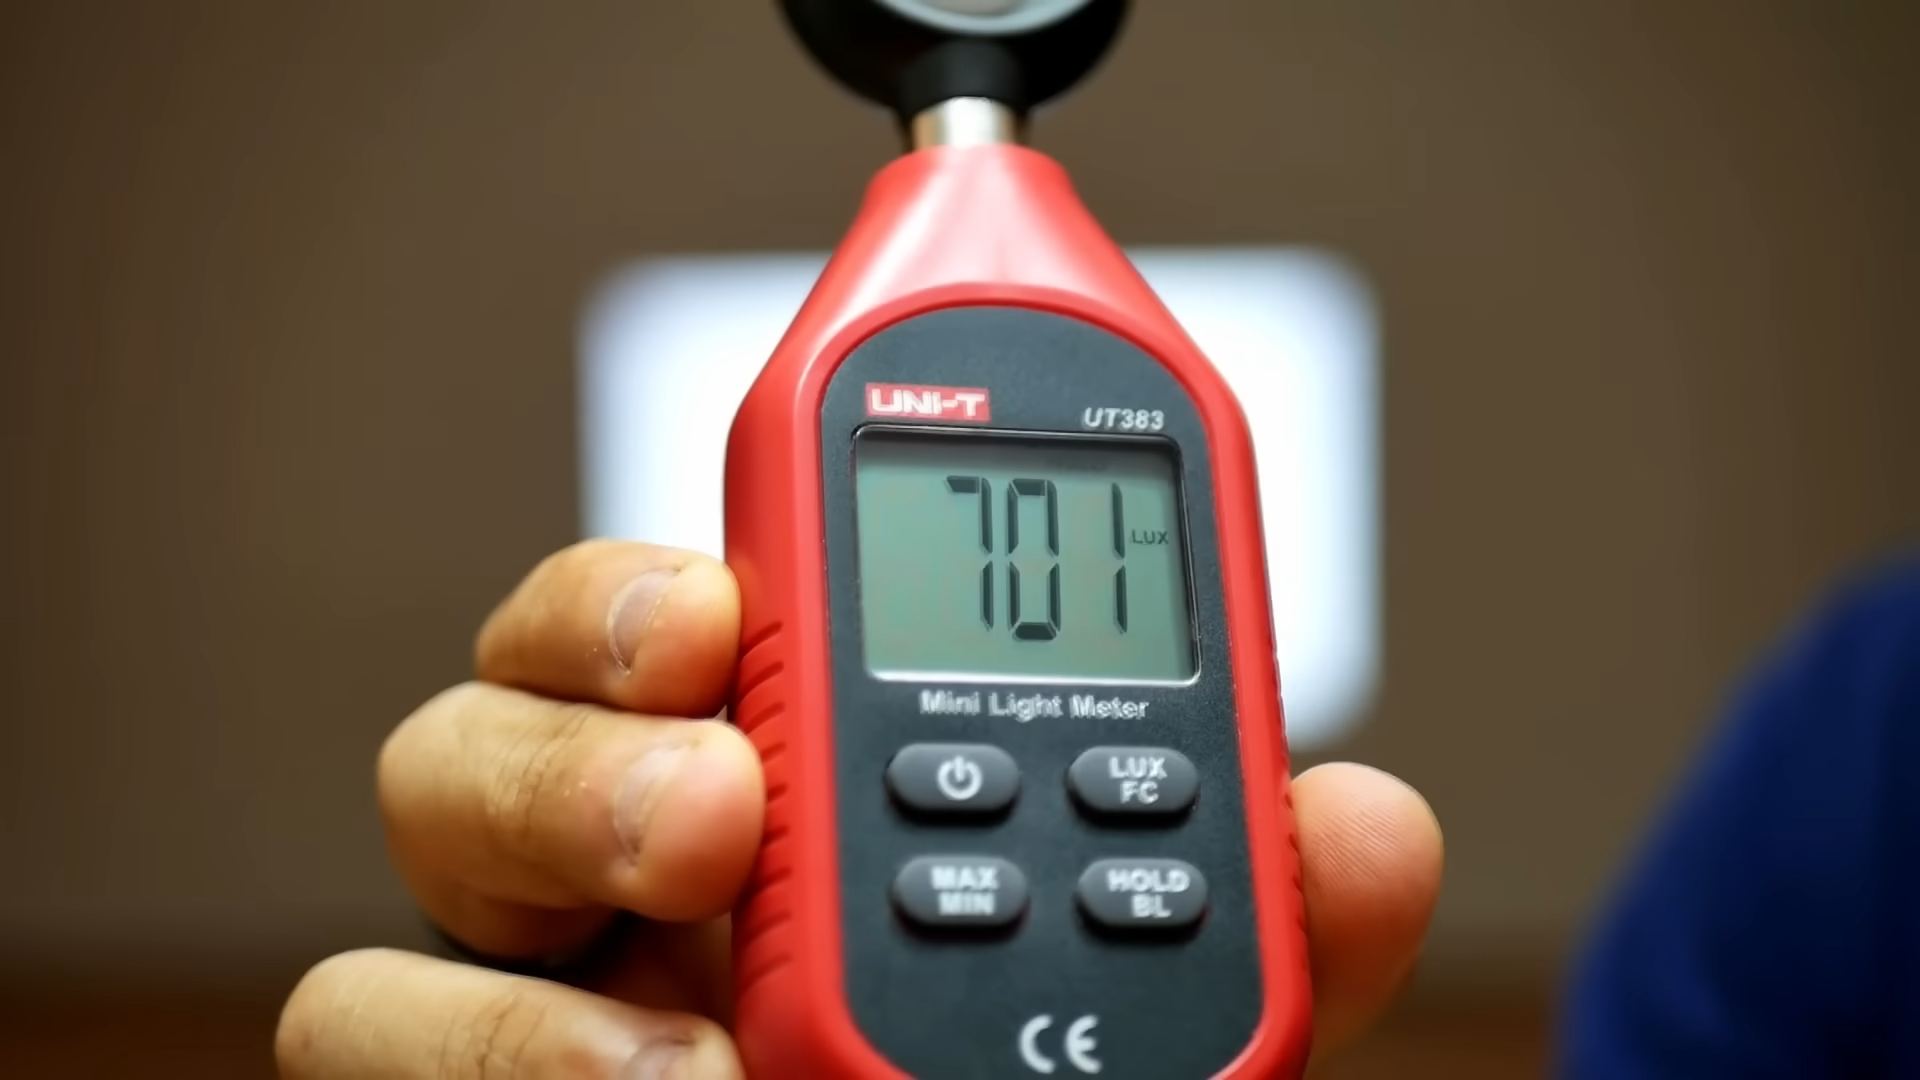 UNI-T
UT383
701
LUX
Mini Light Meter
LUX
FC
MAX
MIN
HOLD
BL
CE